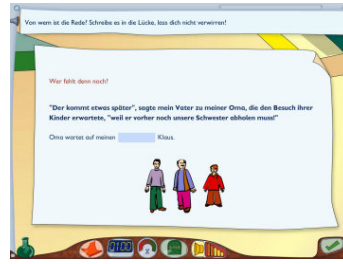 Von wem ist die Rede? Schreibe es in die Lücke, lass dich nicht verwirren!
Wer fehlt denn noch?
"Der kommt etwas später", sagte mein Vater zu meiner Oma, die den Besuch ihrer
Kinder erwartete, "weil er vorher noch unsere Schwester abholen muss!"
Oma wartet auf meinen Klaus.